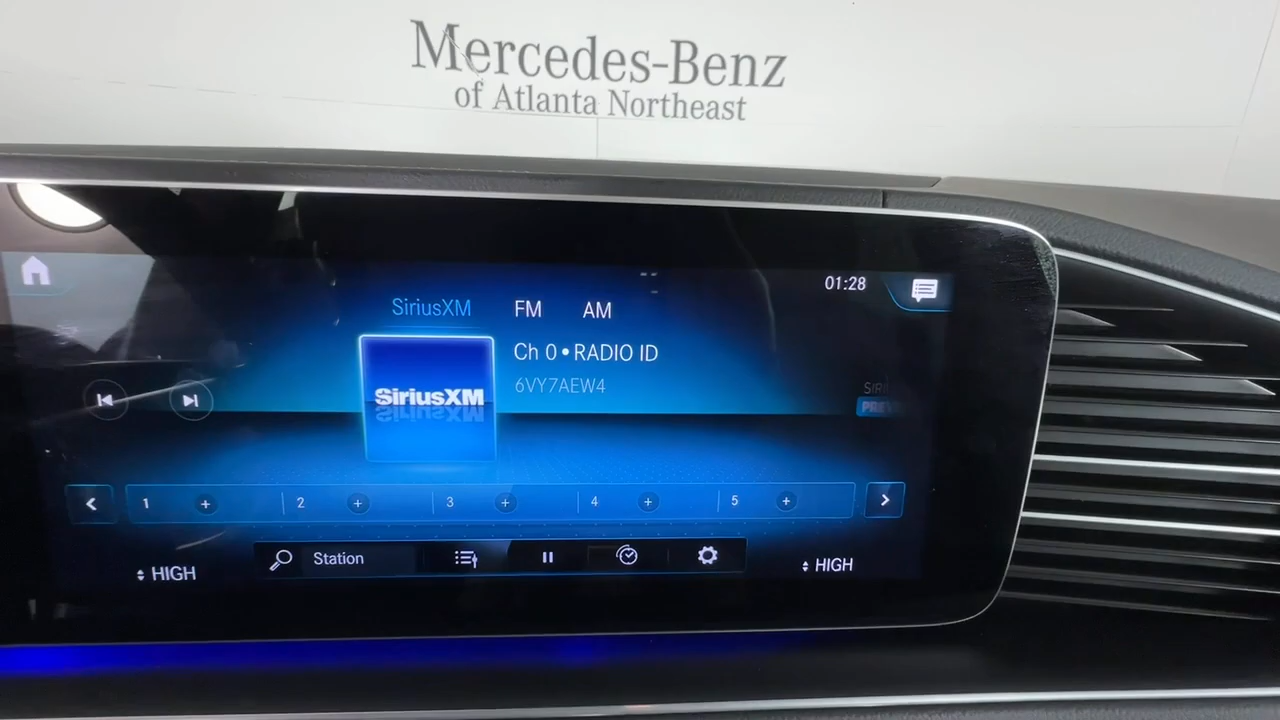 Mercedes-Benz
of Atlanta Northeast
01:28
SiriusXM FM AM
Ch 0 • RADIO ID
6VY7AEW4
SiriusXM
1 + 2 + 3 + 4 + 5 +
Station
HIGH
HIGH